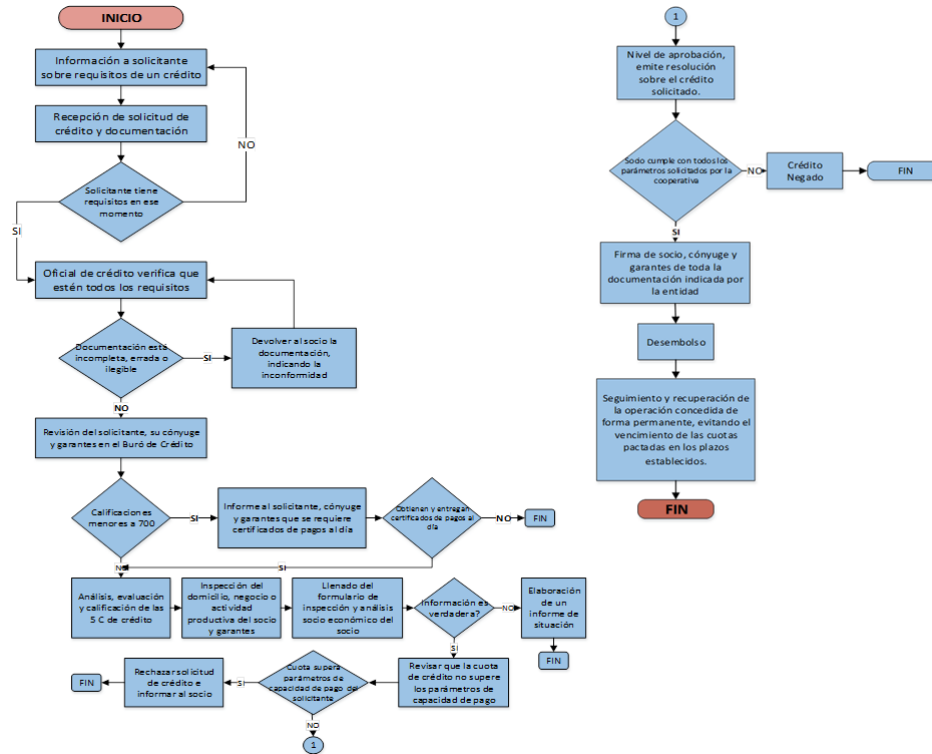 INICIO
Información a solicitante
sobre requisitos de un crédito
Recepción de solicitud de
crédito y documentación
NO
Solicitante tiene
requisitos en ese
momento
SI
Oficial de crédito verifica que
estén todos los requisitos
Documentación está
incompleta, errada o
ilegible
SI
Devolver al socio la
documentación,
indicando la
inconformidad
NO
Revisión del solicitante, su cónyuge
y garantes en el Buró de Crédito
Calificaciones
menores a 700
SI
Informe al solicitante, cónyuge
y garantes que se requiere
certificados de pagos al día
Obtienen y entregan
certificados de pagos al
día
NO
FIN
SI
NO
Análisis, evaluación
y calificación de las
5 C de crédito
Inspección del
domicilio, negocio o
actividad
productiva del socio
y garantes
Llenado del
formulario de
inspección y análisis
socio económico del
socio
Información es
verdadera?
NO
Elaboración
de un
informe de
situación
FIN
SI
Revisar que la cuota
de crédito no supere
los parámetros de
capacidad de pago
Cuota supera
parámetros de
capacidad de pago del
solicitante
SI
Rechazar solicitud
de crédito e
informar al socio
FIN
NO
1
1
Nivel de aprobación,
emite resolución
sobre el crédito
solicitado.
Sodo cumple con todos los
parámetros solicitados por la
cooperativa
NO
Crédito
Negado
FIN
SI
Firma de socio, cónyuge y
garantes de toda la
documentación indicada por
la entidad
Desembolso
Seguimiento y recuperación de
la operación concedida de
forma permanente, evitando el
vencimiento de las cuotas
pactadas en los plazos
establecidos.
FIN